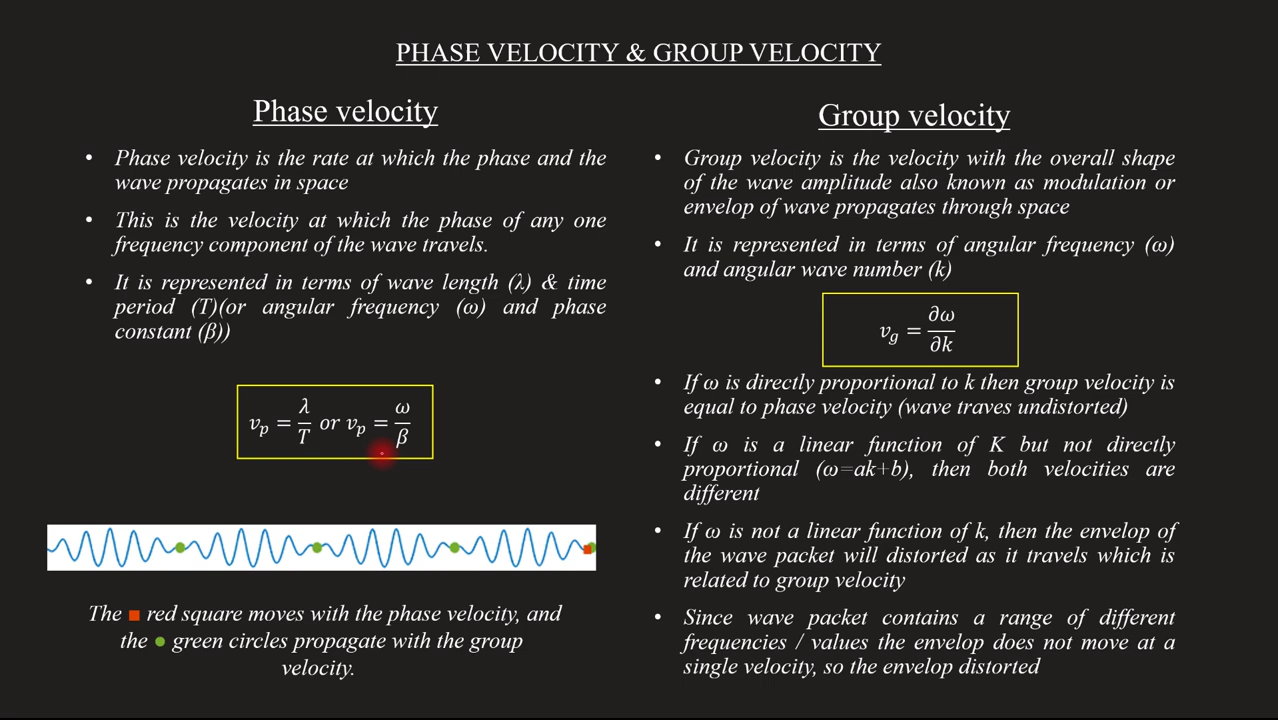 PHASE VELOCITY & GROUP VELOCITY
Phase velocity
• Phase velocity is the rate at which the phase and the
wave propagates in space
• This is the velocity at which the phase of any one
frequency component of the wave travels.
• It is represented in terms of wave length (λ) & time
period (T)(or angular frequency (ω) and phase
constant (β))
v_p = λ/T or v_p = ω/β
The ■ red square moves with the phase velocity, and
the ● green circles propagate with the group
velocity.
Group velocity
• Group velocity is the velocity with the overall shape
of the wave amplitude also known as modulation or
envelop of wave propagates through space
• It is represented in terms of angular frequency (ω)
and angular wave number (k)
v_g = ∂ω/∂k
• If ω is directly proportional to k then group velocity is
equal to phase velocity (wave traves undistorted)
• If ω is a linear function of K but not directly
proportional (ω=ak+b), then both velocities are
different
• If ω is not a linear function of k, then the envelop of
the wave packet will distorted as it travels which is
related to group velocity
• Since wave packet contains a range of different
frequencies / values the envelop does not move at a
single velocity, so the envelop distorted